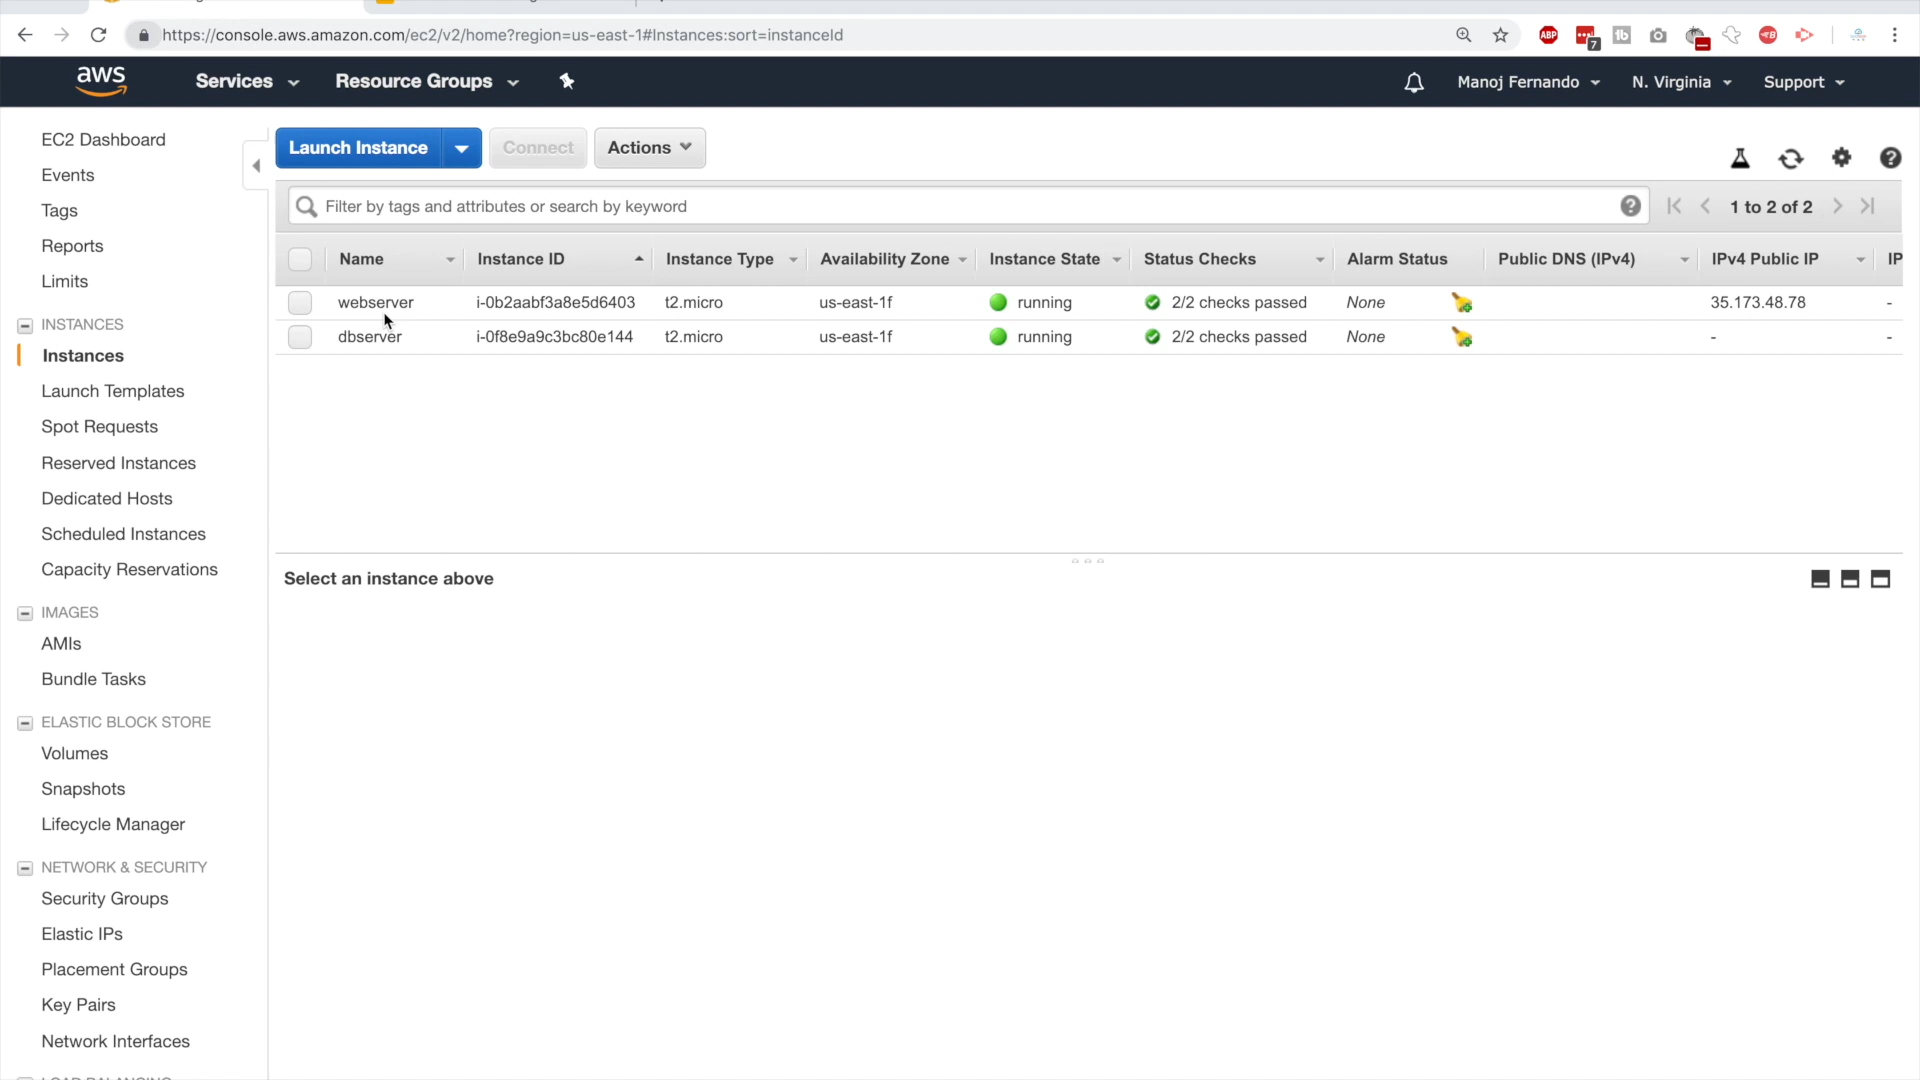 https://console.aws.amazon.com/ec2/v2/home?region=us-east-1#Instances:sort=instanceId
ABP
7
aws
Services
Resource Groups
Manoj Fernando
N. Virginia
Support
EC2 Dashboard
Events
Tags
Reports
Limits
INSTANCES
Instances
Launch Templates
Spot Requests
Reserved Instances
Dedicated Hosts
Scheduled Instances
Capacity Reservations
IMAGES
AMIs
Bundle Tasks
ELASTIC BLOCK STORE
Volumes
Snapshots
Lifecycle Manager
NETWORK & SECURITY
Security Groups
Elastic IPs
Placement Groups
Key Pairs
Network Interfaces
LOAD BALANCING
Launch Instance
Connect
Actions
Filter by tags and attributes or search by keyword
1 to 2 of 2
Name Instance ID Instance Type Availability Zone Instance State Status Checks Alarm Status Public DNS (IPv4) IPv4 Public IP IP
webserver i-0b2aabf3a8e5d6403 t2.micro us-east-1f running 2/2 checks passed None 35.173.48.78 -
dbserver i-0f8e9a9c3bc80e144 t2.micro us-east-1f running 2/2 checks passed None - -
Select an instance above